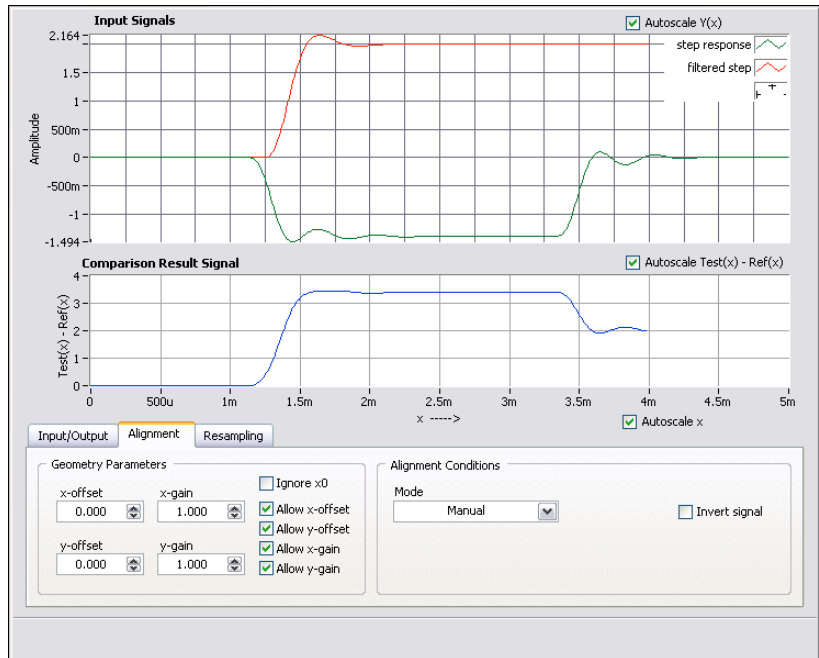 Input Signals
Autoscale Y(x)
2.164
1.5
1
500m
0
-500m
-1
-1.494
Amplitude
step response
filtered step
Comparison Result Signal
Autoscale Test(x) - Ref(x)
4
3
2
1
0
Test(x) - Ref(x)
0 500u 1m 1.5m 2m 2.5m 3m 3.5m 4m 4.5m 5m
x ----->
Autoscale x
Input/Output Alignment Resampling
Geometry Parameters
Ignore x0
x-offset x-gain
0.000 1.000
Allow x-offset
Allow y-offset
y-offset y-gain
0.000 1.000
Allow x-gain
Allow y-gain
Alignment Conditions
Mode
Manual
Invert signal